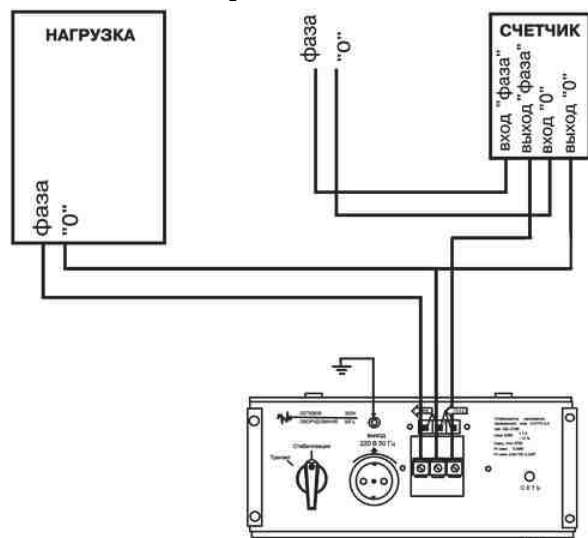 НАГРУЗКА
фаза
"0"
фаза
"0"
СЧЕТЧИК
вход "фаза"
выход "фаза"
вход "0"
выход "0"
Стабилизация
Транзит
ВЫХОД
220 В 50 Гц
СЕТЬ